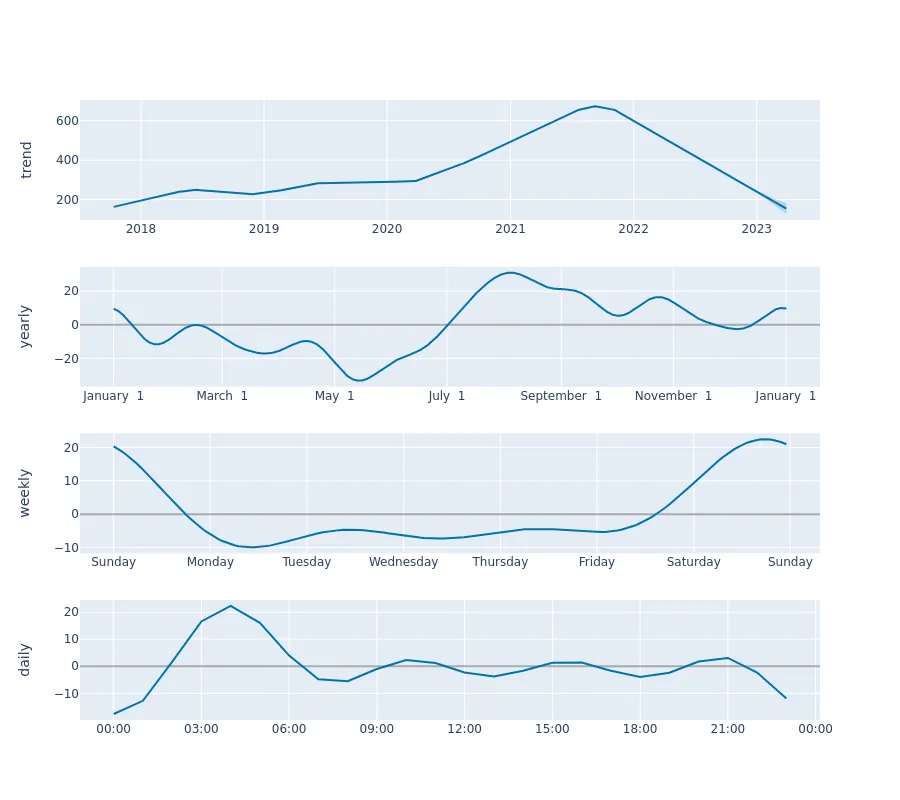 trend
600
400
200
2018 2019 2020 2021 2022 2023
yearly
20
0
−20
January 1 March 1 May 1 July 1 September 1 November 1 January 1
weekly
20
10
0
−10
Sunday Monday Tuesday Wednesday Thursday Friday Saturday Sunday
daily
20
10
0
−10
00:00 03:00 06:00 09:00 12:00 15:00 18:00 21:00 00:00